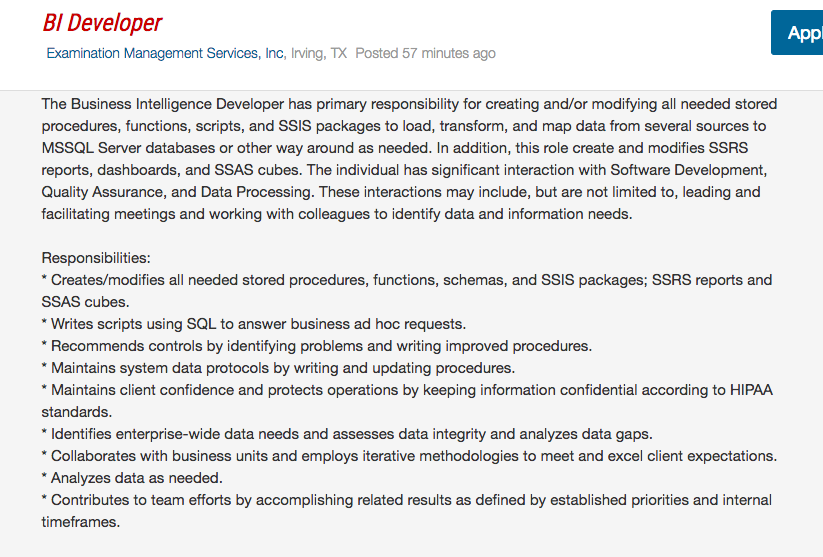 BI Developer
Appl
Examination Management Services, Inc, Irving, TX Posted 57 minutes ago
The Business Intelligence Developer has primary responsibility for creating and/or modifying all needed stored
procedures, functions, scripts, and SSIS packages to load, transform, and map data from several sources to
MSSQL Server databases or other way around as needed. In addition, this role create and modifies SSRS
reports, dashboards, and SSAS cubes. The individual has significant interaction with Software Development,
Quality Assurance, and Data Processing. These interactions may include, but are not limited to, leading and
facilitating meetings and working with colleagues to identify data and information needs.
Responsibilities:
* Creates/modifies all needed stored procedures, functions, schemas, and SSIS packages; SSRS reports and
SSAS cubes.
* Writes scripts using SQL to answer business ad hoc requests.
* Recommends controls by identifying problems and writing improved procedures.
* Maintains system data protocols by writing and updating procedures.
* Maintains client confidence and protects operations by keeping information confidential according to HIPAA
standards.
* Identifies enterprise-wide data needs and assesses data integrity and analyzes data gaps.
* Collaborates with business units and employs iterative methodologies to meet and excel client expectations.
* Analyzes data as needed.
* Contributes to team efforts by accomplishing related results as defined by established priorities and internal
timeframes.